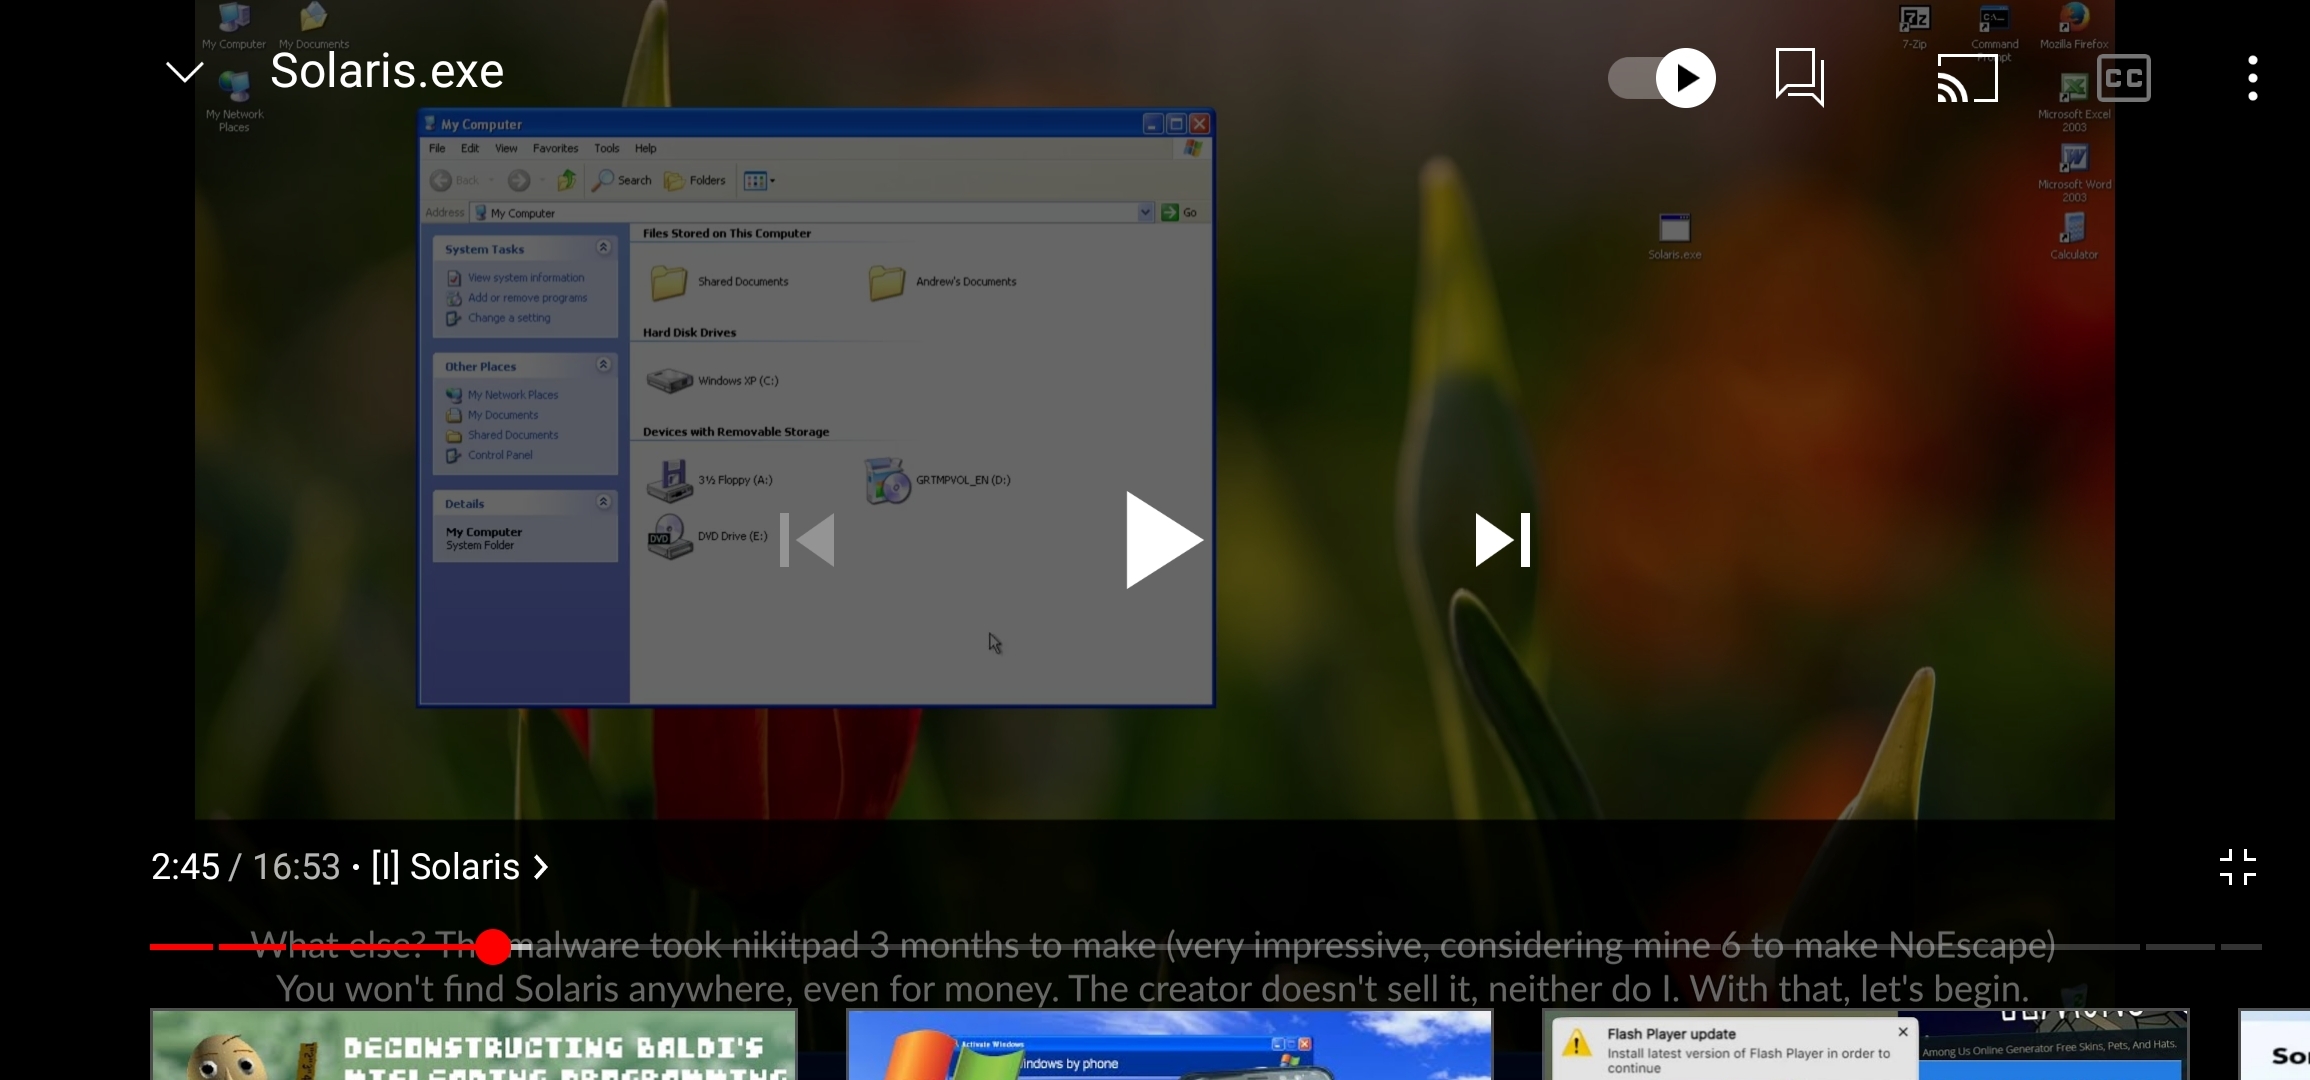 My Computer
My Documents
7-Zip
Command Prompt
Mozilla Firefox
Solaris.exe
CC
My Network
Places
Microsoft Excel
2003
My Computer
File Edit View Favorites Tools Help
Back
Search
Folders
Address
My Computer
Go
System Tasks
View system information
Add or remove programs
Change a setting
Other Places
My Network Places
My Documents
Shared Documents
Control Panel
Details
My Computer
System Folder
Files Stored on This Computer
Shared Documents
Andrew's Documents
Hard Disk Drives
Windows XP (C:)
Devices with Removable Storage
3½ Floppy (A:)
GRTMPVOL_EN (D:)
DVD
DVD Drive (E:)
Microsoft Word
2003
Solaris.exe
Calculator
2:45 / 16:53 · [I] Solaris
What else? The malware took nikitpad 3 months to make (very impressive, considering mine 6 to make NoEscape)
You won't find Solaris anywhere, even for money. The creator doesn't sell it, neither do I. With that, let's begin.
DECONSTRUCTING BALDI'S
MISLEADING PROGRAMMING
Activate Windows
indows by phone
Flash Player update
Install latest version of Flash Player in order to
continue
Among Us Online Generator Free Skins, Pets, And Hats.